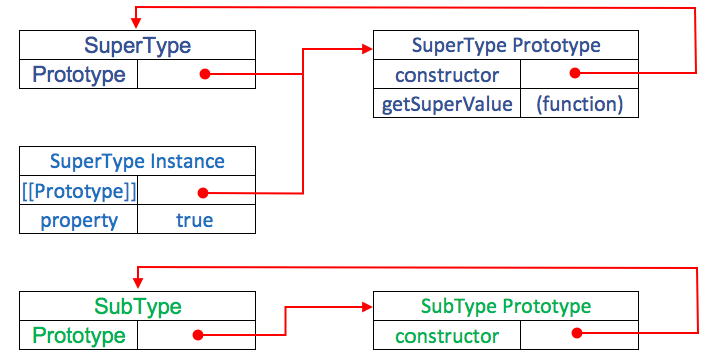 SuperType
Prototype
SuperType Prototype
constructor
getSuperValue (function)
SuperType Instance
[[Prototype]]
property true
SubType
Prototype
SubType Prototype
constructor